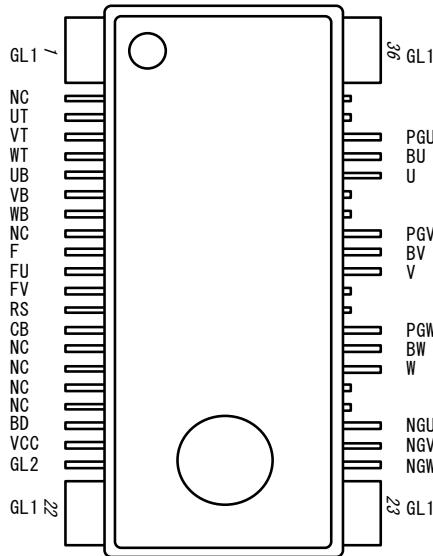 GL1 1
NC
UT
VT
WT
UB
VB
WB
NC
F
FU
FV
RS
CB
NC
NC
NC
NC
BD
VCC
GL2
GL1 22
36 GL1
PGU
BU
U
PGV
BV
V
PGW
BW
W
NGU
NGV
NGW
23 GL1